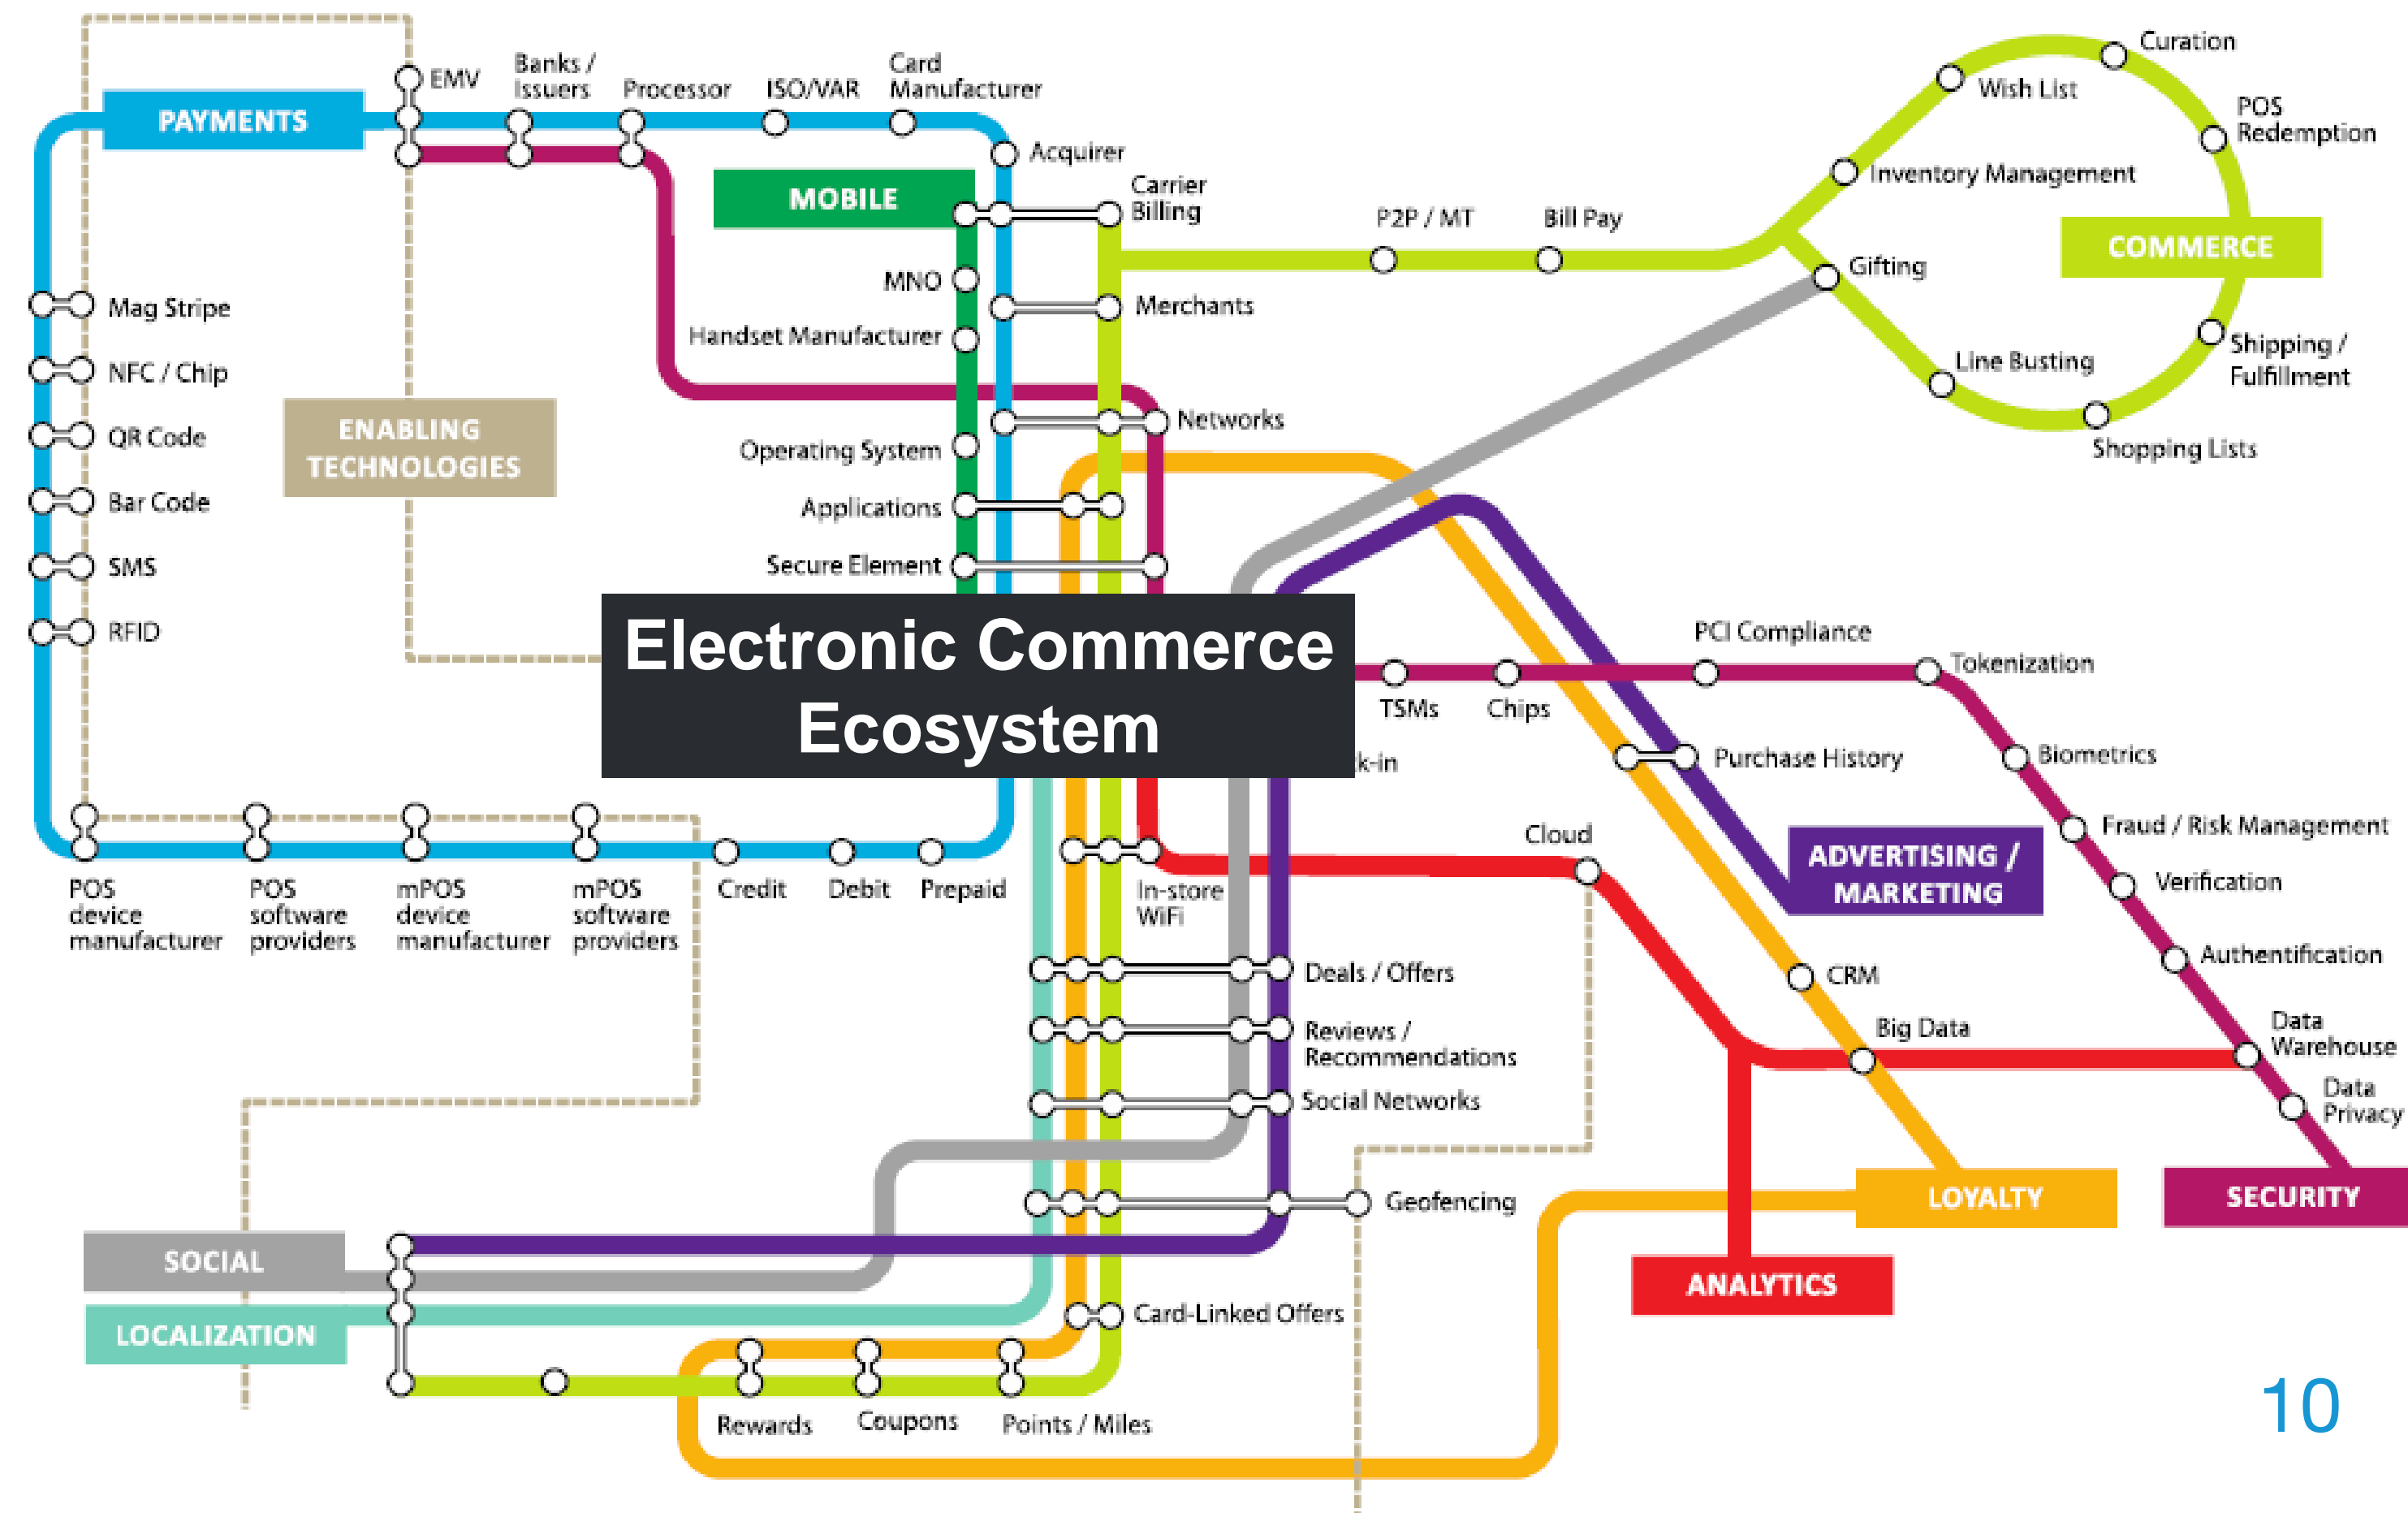 EMV
Banks /
Issuers
Processor
ISO/VAR
Card
Manufacturer
PAYMENTS
Acquirer
MOBILE
Carrier
Billing
MNO
Merchants
Handset Manufacturer
Networks
Operating System
Applications
Secure Element
P2P / MT
Bill Pay
Curation
Wish List
POS
Redemption
Inventory Management
COMMERCE
Gifting
Shipping /
Fulfillment
Line Busting
Shopping Lists
Mag Stripe
NFC / Chip
QR Code
Bar Code
SMS
RFID
ENABLING
TECHNOLOGIES
Electronic Commerce
Ecosystem
PCI Compliance
Tokenization
TSMs
Chips
k-in
Purchase History
Biometrics
Fraud / Risk Management
Cloud
ADVERTISING /
MARKETING
Verification
Authentification
POS
device
manufacturer
POS
software
providers
mPOS
device
manufacturer
mPOS
software
providers
Credit
Debit
Prepaid
In-store
WiFi
Deals / Offers
Reviews /
Recommendations
Social Networks
CRM
Big Data
Data
Warehouse
Data
Privacy
Geofencing
LOYALTY
SECURITY
SOCIAL
ANALYTICS
LOCALIZATION
Card-Linked Offers
Rewards
Coupons
Points / Miles
10